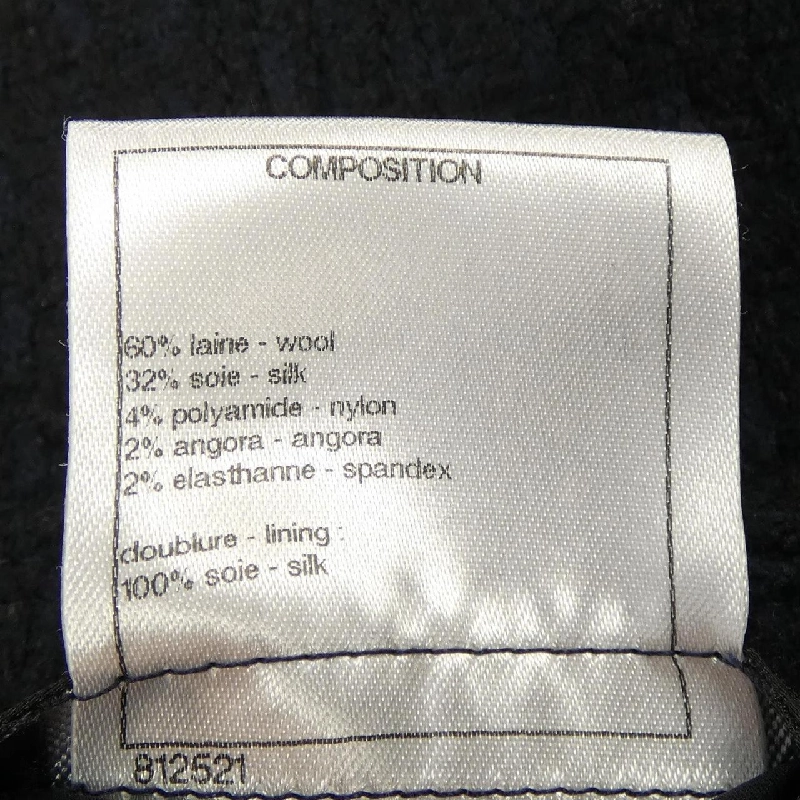 COMPOSITION
60% laine - wool
32% soie - silk
4% polyamide - nylon
2% angora - angora
2% elasthanne - spandex
doublure - lining :
100% soie - silk
812521